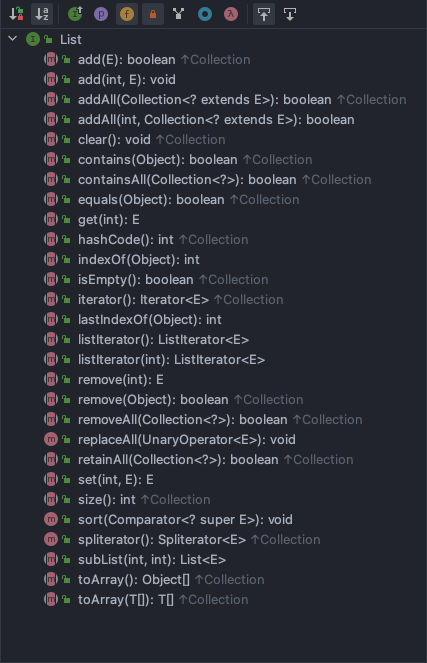 List
add(E): boolean ↑Collection
add(int, E): void
addAll(Collection<? extends E>): boolean ↑Collection
addAll(int, Collection<? extends E>): boolean
clear(): void ↑Collection
contains(Object): boolean ↑Collection
containsAll(Collection<?>): boolean ↑Collection
equals(Object): boolean ↑Collection
get(int): E
hashCode(): int ↑Collection
indexOf(Object): int
isEmpty(): boolean ↑Collection
iterator(): Iterator<E> ↑Collection
lastIndexOf(Object): int
listIterator(): ListIterator<E>
listIterator(int): ListIterator<E>
remove(int): E
remove(Object): boolean ↑Collection
removeAll(Collection<?>): boolean ↑Collection
replaceAll(UnaryOperator<E>): void
retainAll(Collection<?>): boolean ↑Collection
set(int, E): E
size(): int ↑Collection
sort(Comparator<? super E>): void
spliterator(): Spliterator<E> ↑Collection
subList(int, int): List<E>
toArray(): Object[] ↑Collection
toArray(T[]): T[] ↑Collection